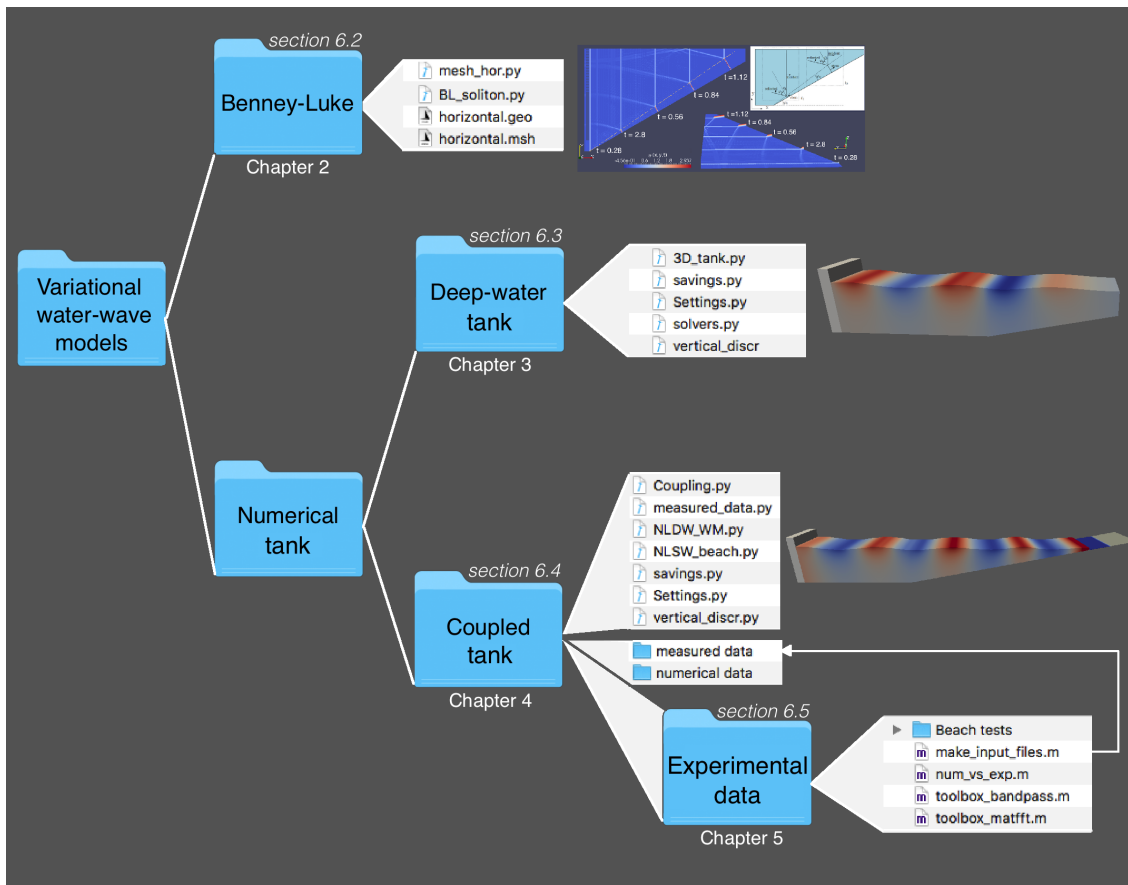 section 6.2
Benney-Luke
Chapter 2
mesh_hor.py
BL_soliton.py
horizontal.geo
horizontal.msh
t=1.12
t = 0.84
t = 0.56
t = 2.8
t = 0.28
t=1.12
t = 0.84
t = 0.56
t = 2.8
t = 0.28
Variational
water-wave
models
section 6.3
Deep-water
tank
Chapter 3
3D_tank.py
savings.py
Settings.py
solvers.py
vertical_discr
Numerical
tank
section 6.4
Coupled
tank
Chapter 4
Coupling.py
measured_data.py
NLDW_WM.py
NLSW_beach.py
savings.py
Settings.py
vertical_discr.py
measured data
numerical data
section 6.5
Experimental
data
Chapter 5
Beach tests
make_input_files.m
num_vs_exp.m
toolbox_bandpass.m
toolbox_matfft.m